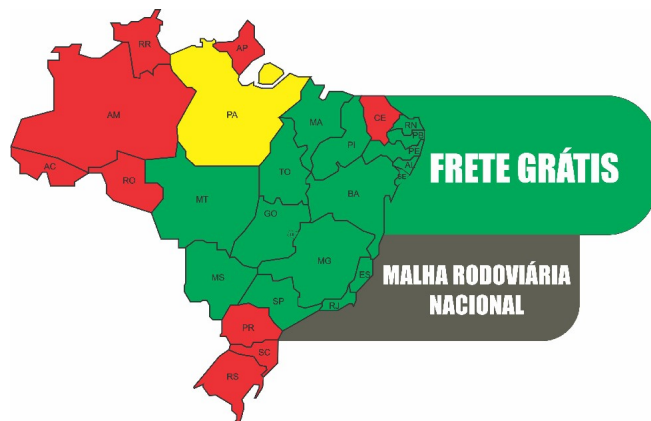 RR
AP
AM
PA
MA
CE
RN
PB
PI
PE
AL
SE
AC
RO
TO
BA
MT
GO
DF
MG
ES
MS
SP
RJ
PR
SC
RS
FRETE GRÁTIS
MALHA RODOVIÁRIA
NACIONAL